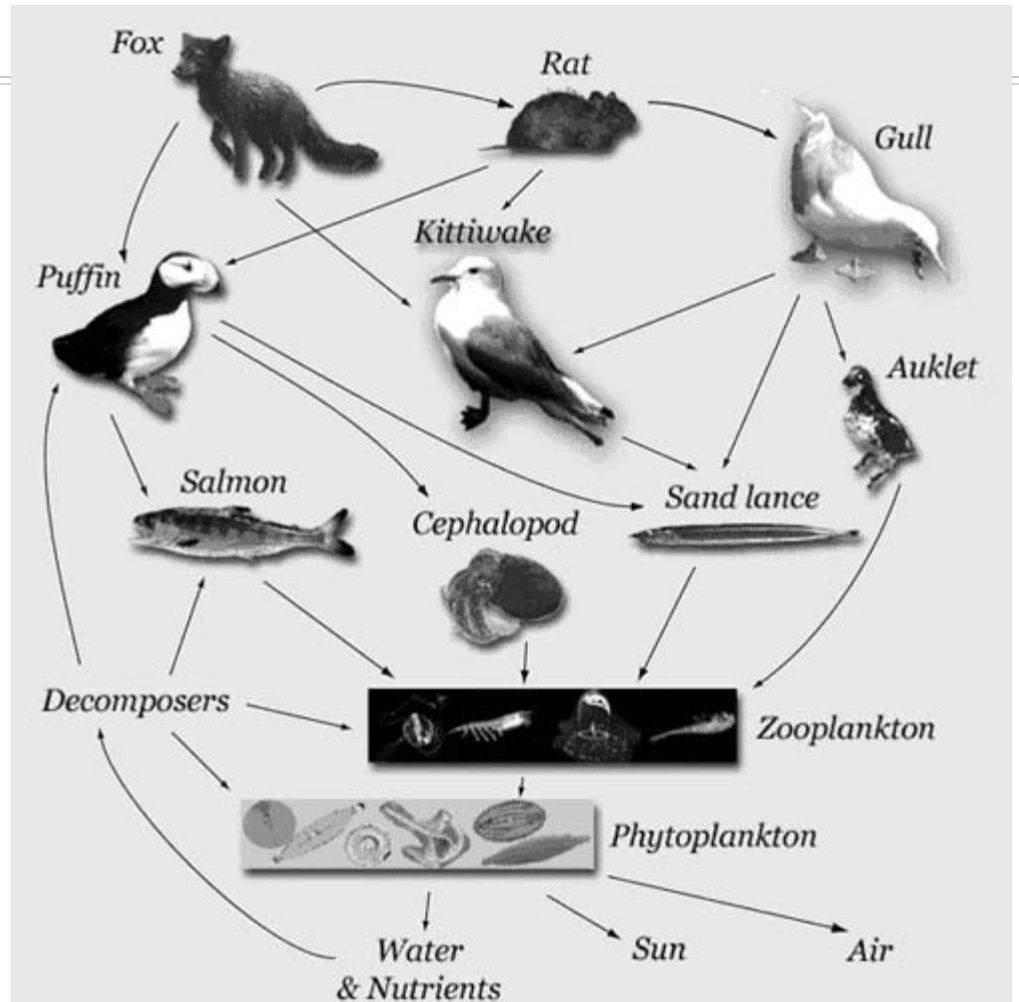 Fox
Rat
Gull
Kittiwake
Puffin
Auklet
Salmon
Sand lance
Cephalopod
Decomposers
Zooplankton
Phytoplankton
Water
& Nutrients
Sun
Air